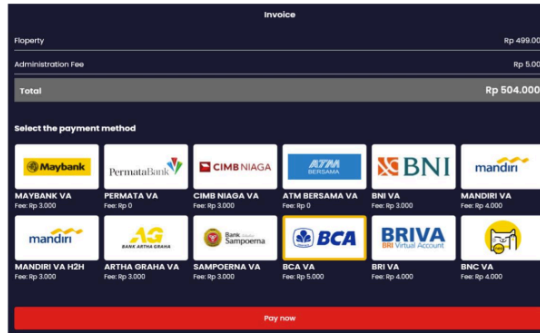 Invoice
Floperty Rp 499.00
Administration Fee Rp 5.00
Total Rp 504.000
Select the payment method
Maybank PermataBank CIMB NIAGA ATM BERSAMA BNI mandiri
MAYBANK VA PERMATA VA CIMB NIAGA VA ATM BERSAMA VA BNI VA MANDIRI VA
Fee: Rp 3.000 Fee: Rp 0 Fee: Rp 3.000 Fee: Rp 0 Fee: Rp 3.000 Fee: Rp 4.000
mandiri AG BANK ARTHA GRAHA Bank Sampoerna BCA BRIVA BRI Virtual Account
MANDIRI VA H2H ARTHA GRAHA VA SAMPOERNA VA BCA VA BRI VA BNC VA
Fee: Rp 3.000 Fee: Rp 3.000 Fee: Rp 3.000 Fee: Rp 5.000 Fee: Rp 4.000 Fee: Rp 4.000
Pay now